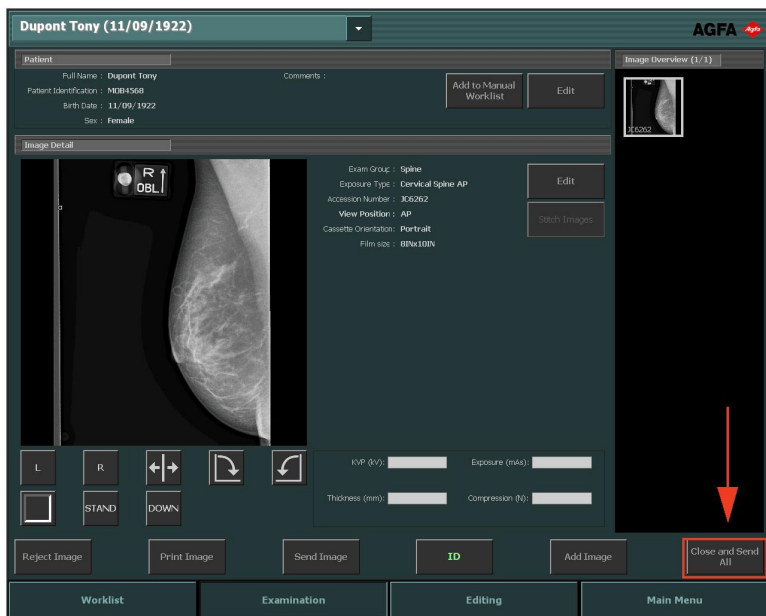 Dupont Tony (11/09/1922)
AGFA Agfa
Patient
Full Name : Dupont Tony
Patient Identification : MOB4568
Birth Date : 11/09/1922
Sex : Female
Comments :
Add to Manual
Worklist
Edit
Image Overview (1/1)
JC6262
Image Detail
R
OBL
Exam Group : Spine
Exposure Type : Cervical Spine AP
Accession Number : JC6262
View Position : AP
Cassette Orientation: Portrait
Film size : 8INx10IN
Edit
Stitch Images
L
R
STAND
DOWN
KVP (kV):
Exposure (mAs):
Thickness (mm):
Compression (N):
Reject Image
Print Image
Send Image
ID
Add Image
Close and Send
All
Worklist
Examination
Editing
Main Menu